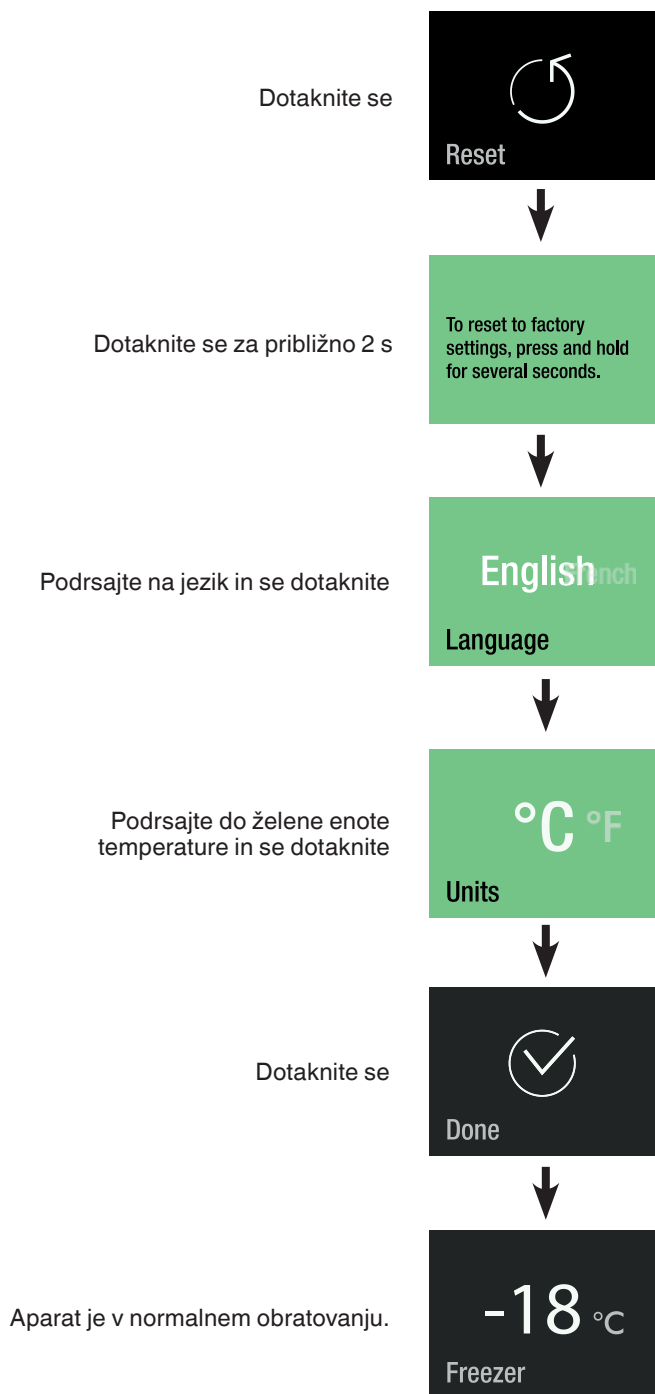 Dotaknite se
Reset
Dotaknite se za približno 2 s
To reset to factory
settings, press and hold
for several seconds.
Podrsajte na jezik in se dotaknite
English French
Language
Podrsajte do želene enote
temperature in se dotaknite
°C °F
Units
Dotaknite se
Done
Aparat je v normalnem obratovanju.
-18 °C
Freezer